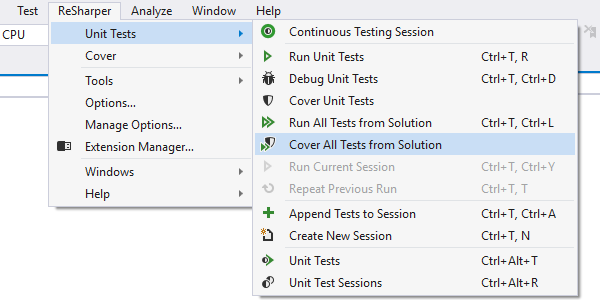 Test ReSharper Analyze Window Help
CPU
Unit Tests
Cover
Tools
Options...
Manage Options...
Extension Manager...
Windows
Help
Continuous Testing Session
Run Unit Tests Ctrl+T, R
Debug Unit Tests Ctrl+T, Ctrl+D
Cover Unit Tests
Run All Tests from Solution Ctrl+T, Ctrl+L
Cover All Tests from Solution
Run Current Session Ctrl+T, Ctrl+Y
Repeat Previous Run Ctrl+T, T
Append Tests to Session Ctrl+T, Ctrl+A
Create New Session Ctrl+T, N
Unit Tests Ctrl+Alt+T
Unit Test Sessions Ctrl+Alt+R